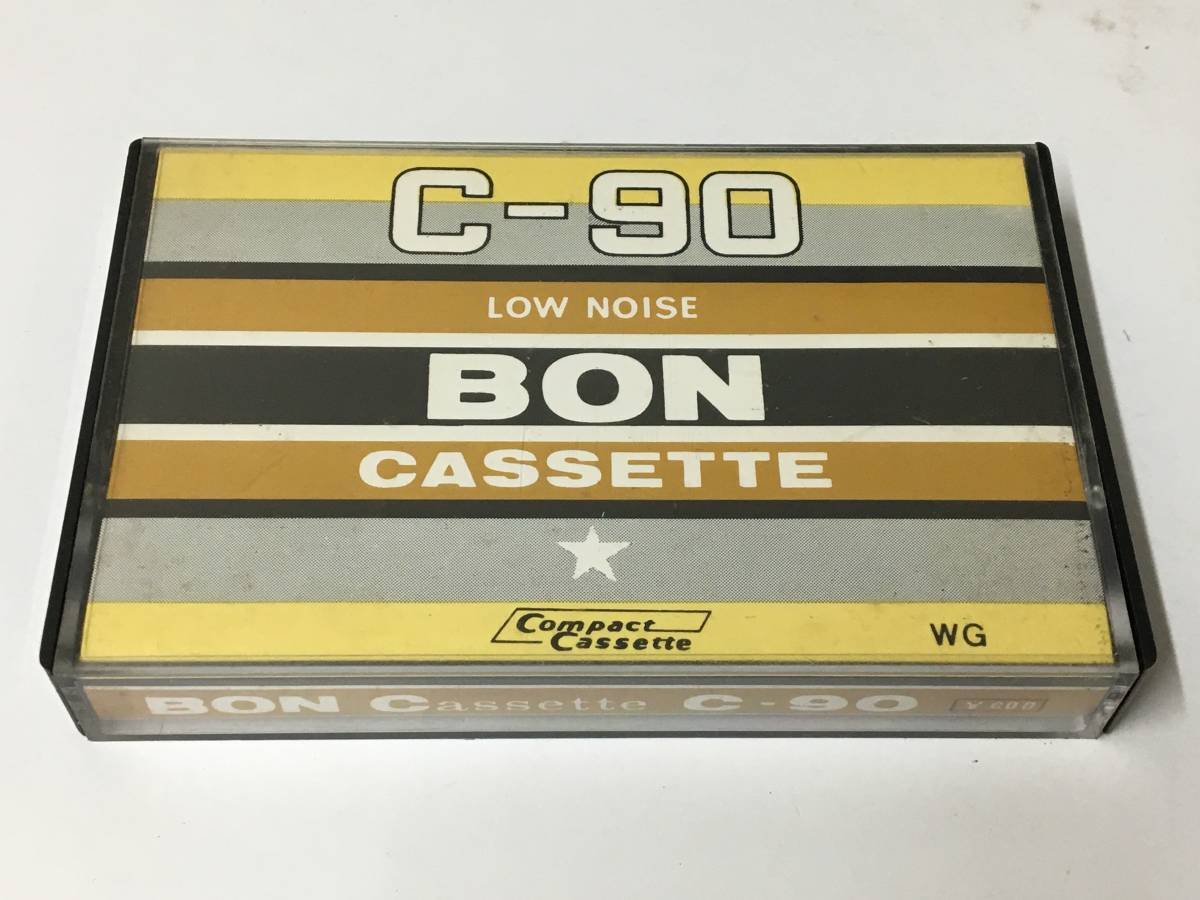 C-90
LOW NOISE
BON
CASSETTE
Compact
Cassette
WG
BON Cassette C-90